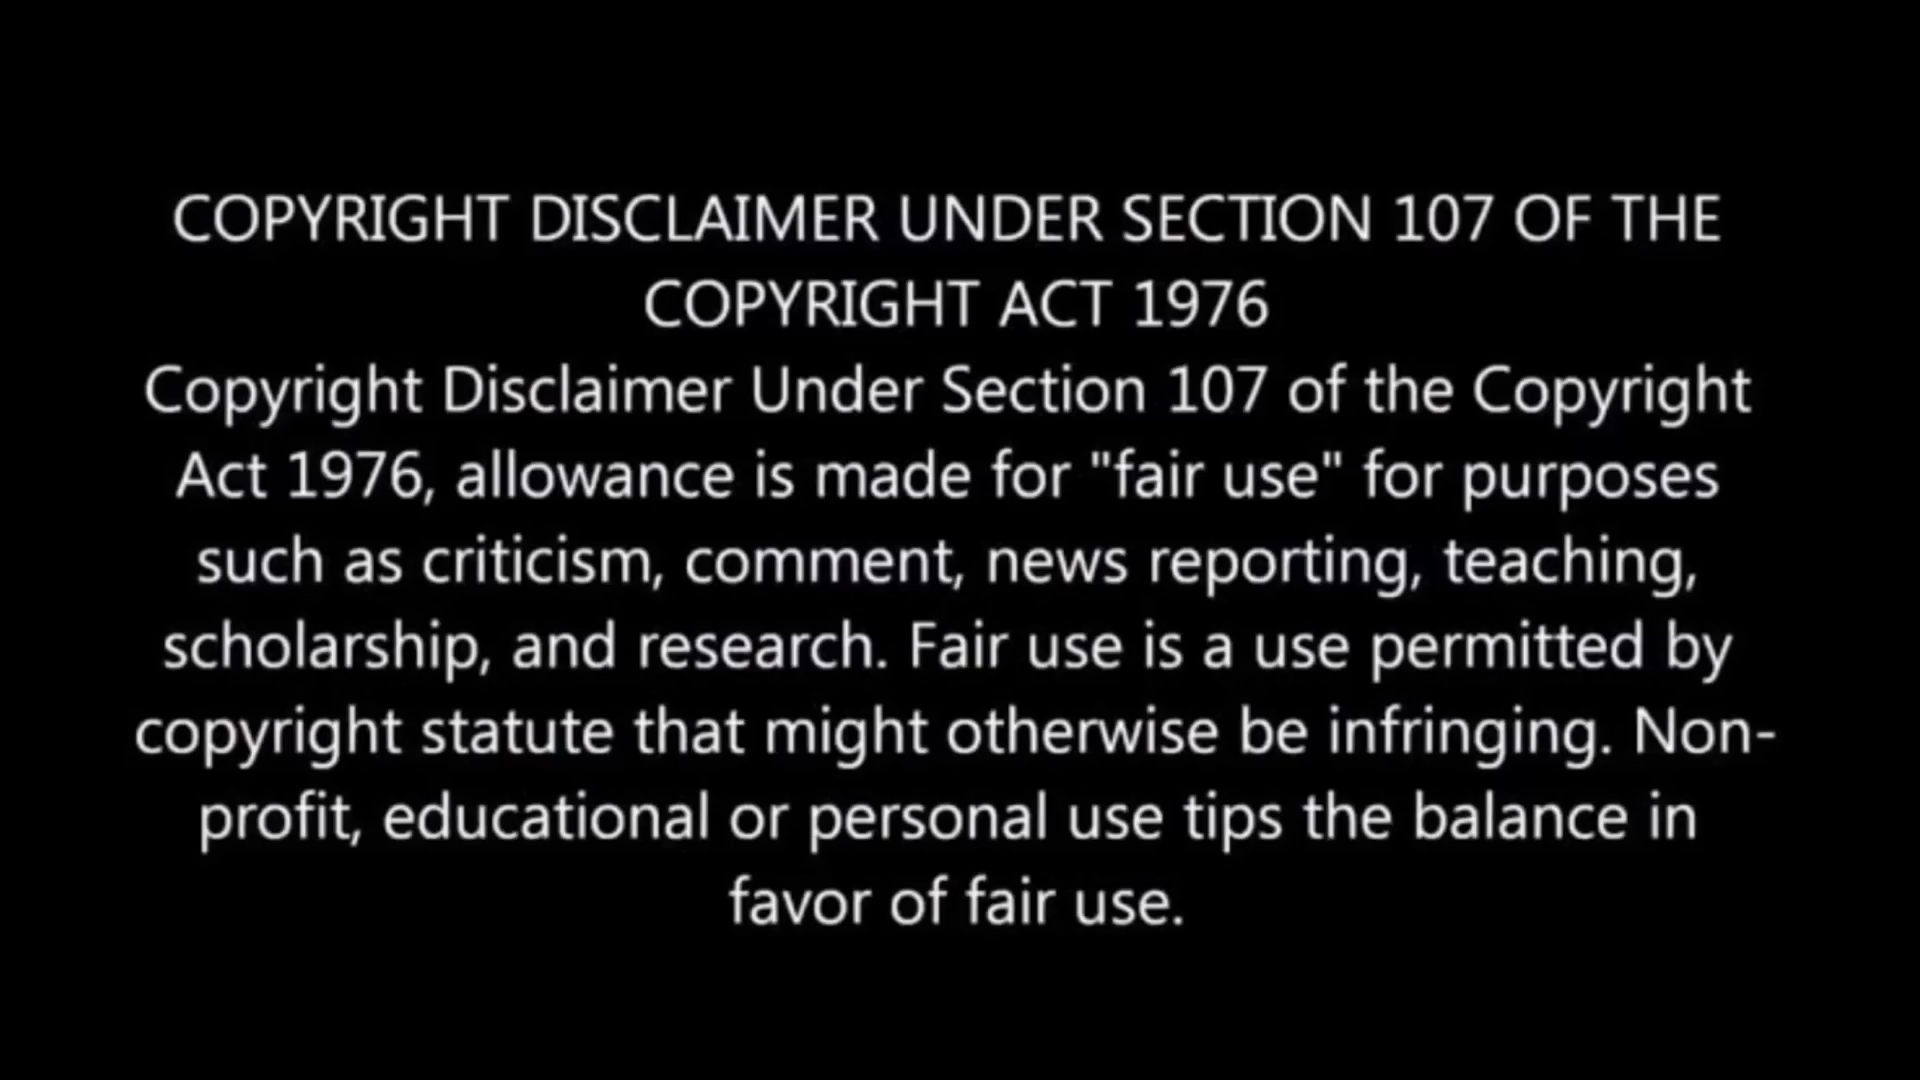 COPYRIGHT DISCLAIMER UNDER SECTION 107 OF THE
COPYRIGHT ACT 1976
Copyright Disclaimer Under Section 107 of the Copyright
Act 1976, allowance is made for "fair use" for purposes
such as criticism, comment, news reporting, teaching,
scholarship, and research. Fair use is a use permitted by
copyright statute that might otherwise be infringing. Non-
profit, educational or personal use tips the balance in
favor of fair use.